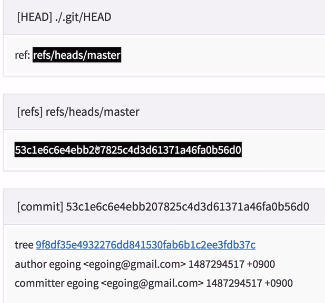 [HEAD] ./.git/HEAD
ref: refs/heads/master
[refs] refs/heads/master
53c1e6c6e4ebb207825c4d3d61371a46fa0b56d0
[commit] 53c1e6c6e4ebb207825c4d3d61371a46fa0b56d0
tree 9f8df35e4932276dd841530fab6b1c2ee3fdb37c
author egoing <egoing@gmail.com> 1487294517 +0900
committer egoing <egoing@gmail.com> 1487294517 +0900